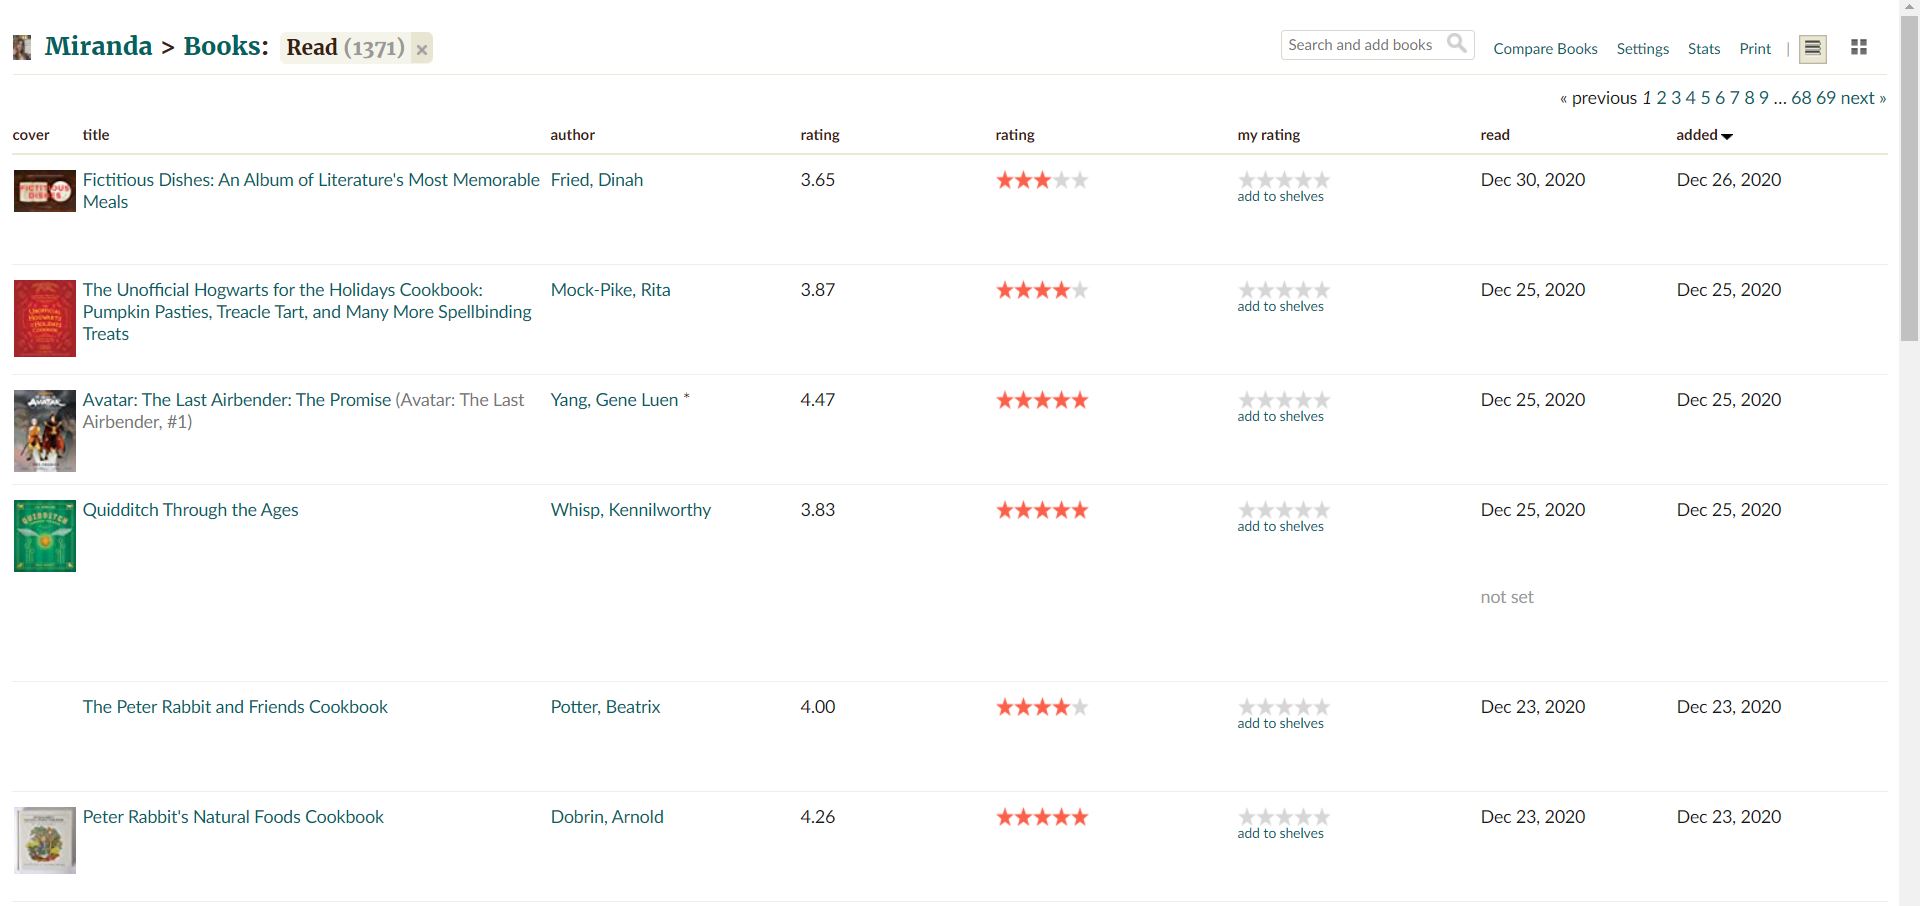 Miranda > Books: Read (1371) ×
Search and add books Compare Books Settings Stats Print |
« previous 1 2 3 4 5 6 7 8 9 … 68 69 next »
cover title author rating rating my rating read added
Fictitious Dishes: An Album of Literature's Most Memorable Fried, Dinah 3.65 Dec 30, 2020 Dec 26, 2020
Meals add to shelves
The Unofficial Hogwarts for the Holidays Cookbook: Mock-Pike, Rita 3.87 Dec 25, 2020 Dec 25, 2020
Pumpkin Pasties, Treacle Tart, and Many More Spellbinding add to shelves
Treats
AVATAR
Avatar: The Last Airbender: The Promise (Avatar: The Last Yang, Gene Luen * 4.47 Dec 25, 2020 Dec 25, 2020
Airbender, #1) add to shelves
QUIDDITCH
Quidditch Through the Ages Whisp, Kennilworthy 3.83 Dec 25, 2020 Dec 25, 2020
add to shelves
not set
The Peter Rabbit and Friends Cookbook Potter, Beatrix 4.00 Dec 23, 2020 Dec 23, 2020
add to shelves
Peter Rabbit's Natural Foods Cookbook Dobrin, Arnold 4.26 Dec 23, 2020 Dec 23, 2020
add to shelves